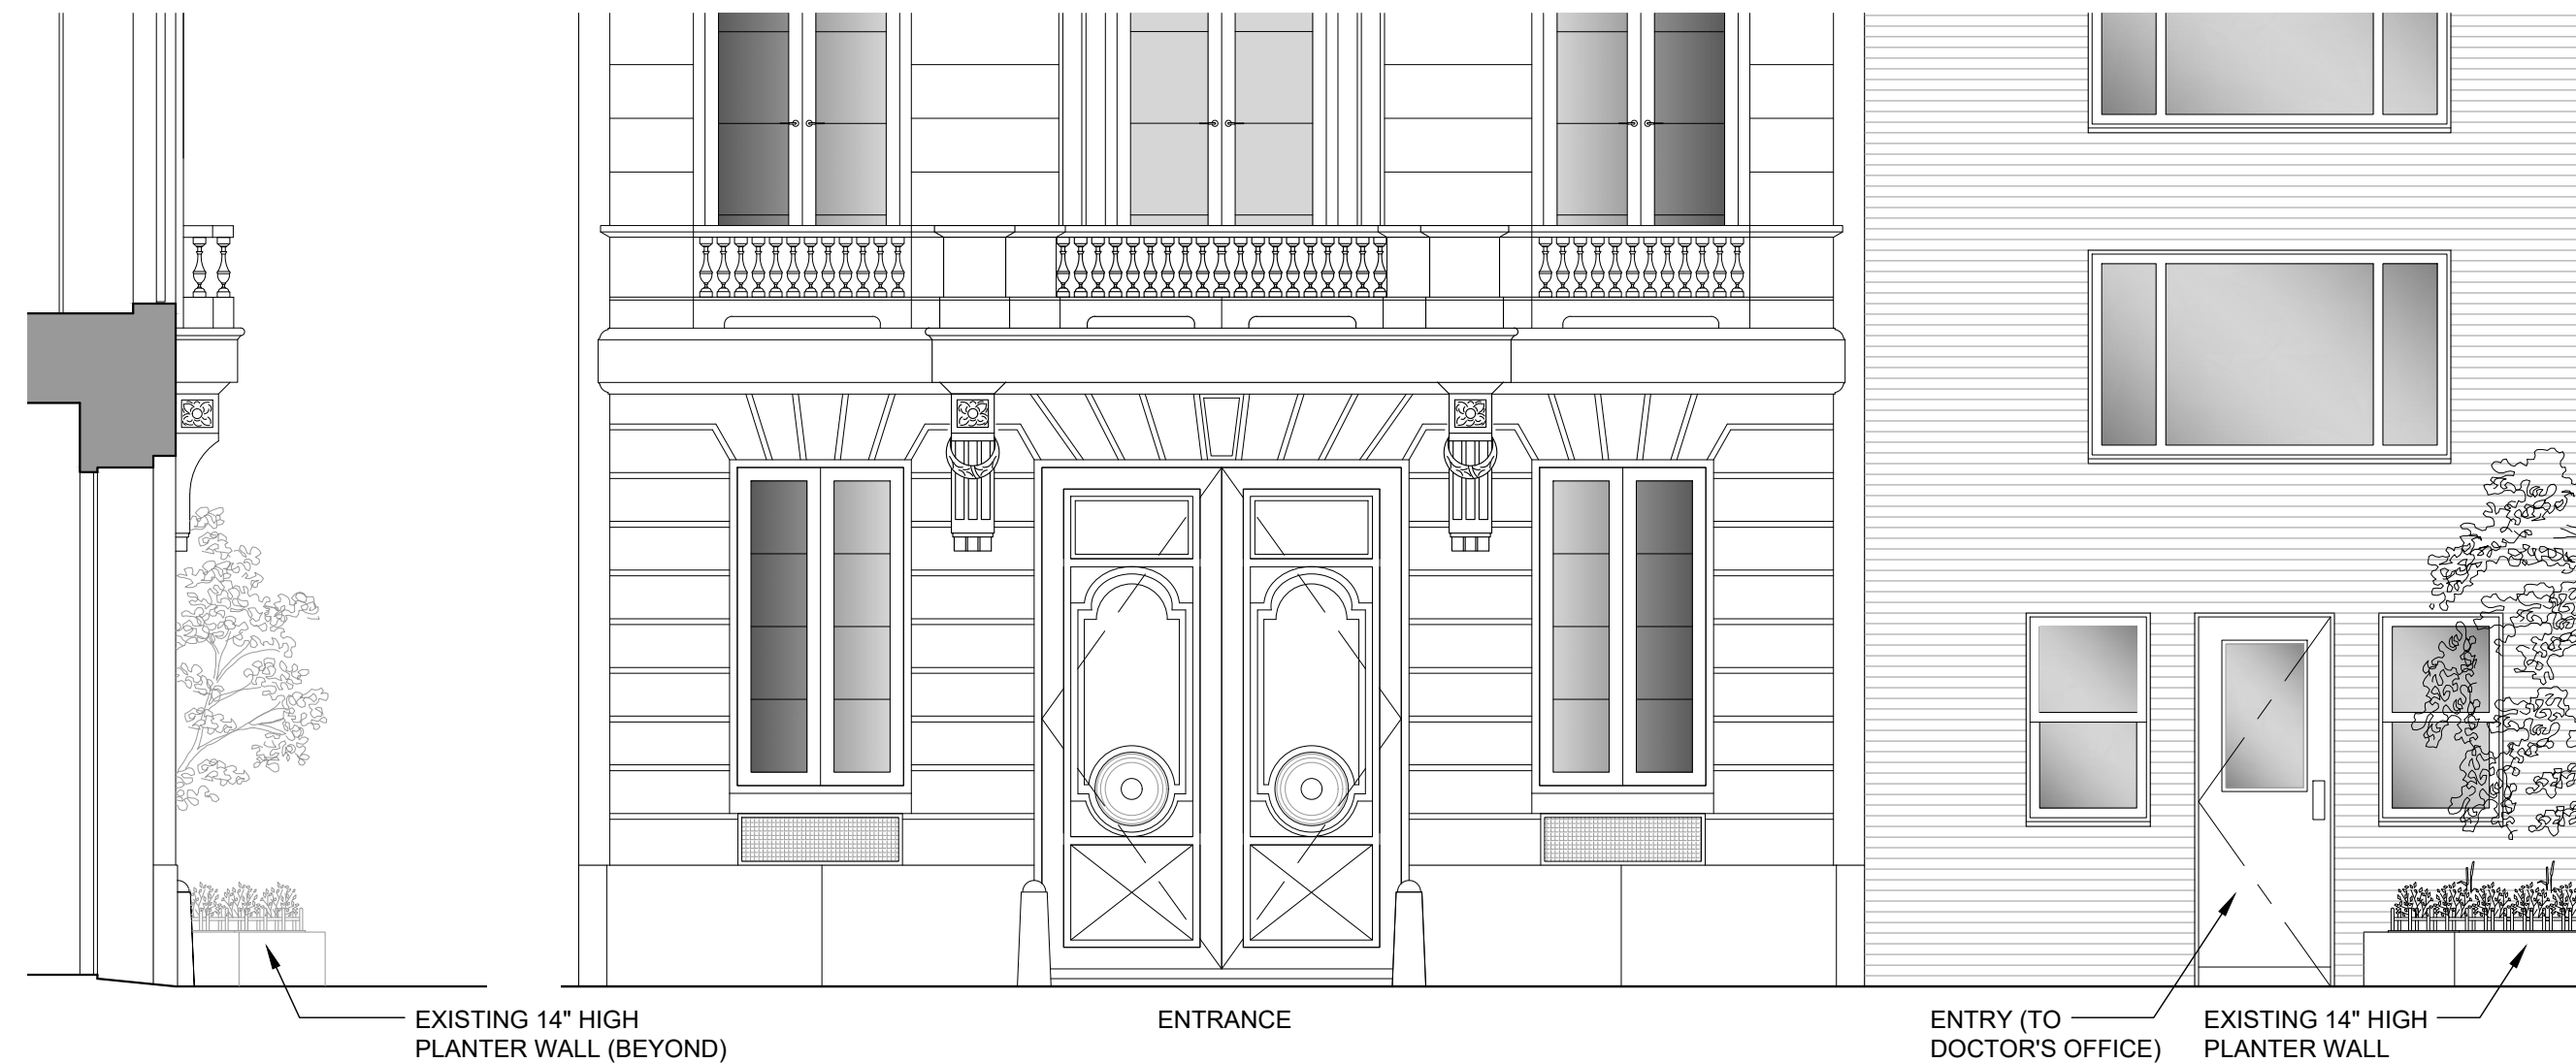 EXISTING 14" HIGH
PLANTER WALL (BEYOND)
ENTRANCE
ENTRY (TO
DOCTOR'S OFFICE)
EXISTING 14" HIGH
PLANTER WALL